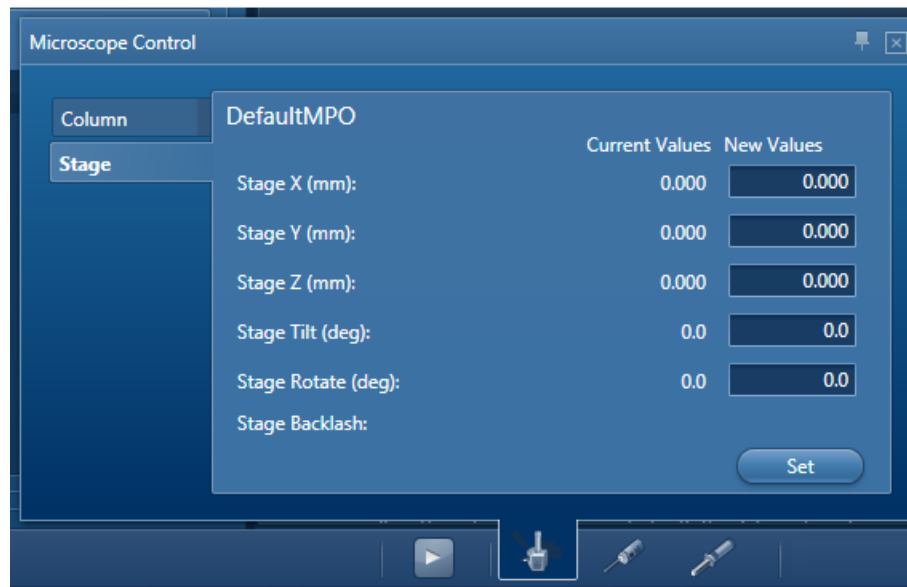 Microscope Control
Column
Stage
DefaultMPO
Current Values New Values
Stage X (mm): 0.000 0.000
Stage Y (mm): 0.000 0.000
Stage Z (mm): 0.000 0.000
Stage Tilt (deg): 0.0 0.0
Stage Rotate (deg): 0.0 0.0
Stage Backlash:
Set